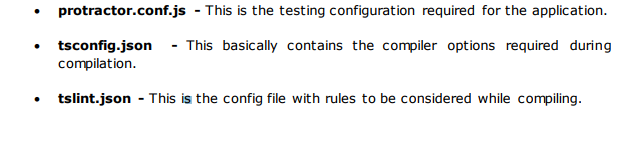 • protractor.conf.js - This is the testing configuration required for the application.
• tsconfig.json - This basically contains the compiler options required during
compilation.
• tslint.json - This is the config file with rules to be considered while compiling.